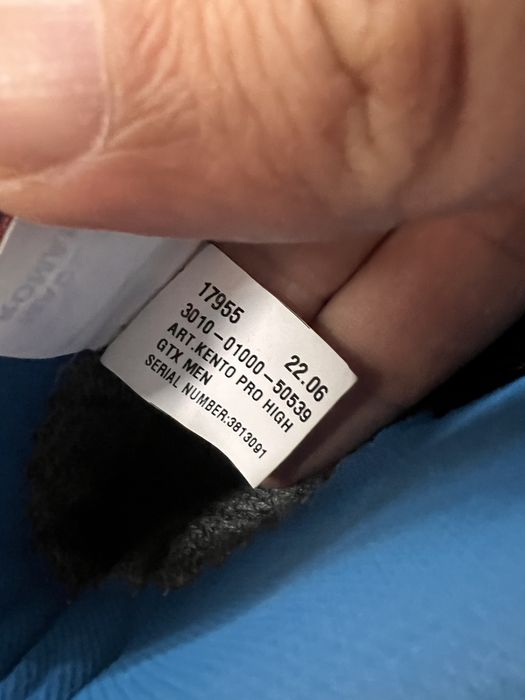 17955 22.06
3010-01000-50539
ART.KENTO PRO HIGH
GTX MEN
SERIAL NUMBER:3813091